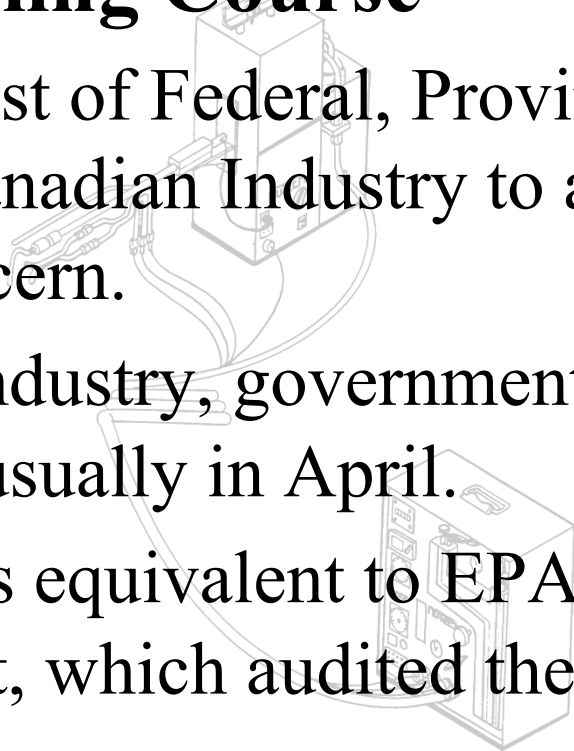 ning Course
st of Federal, Provi
nadian Industry to a
cern.
ndustry, government
usually in April.
s equivalent to EPA
t, which audited the